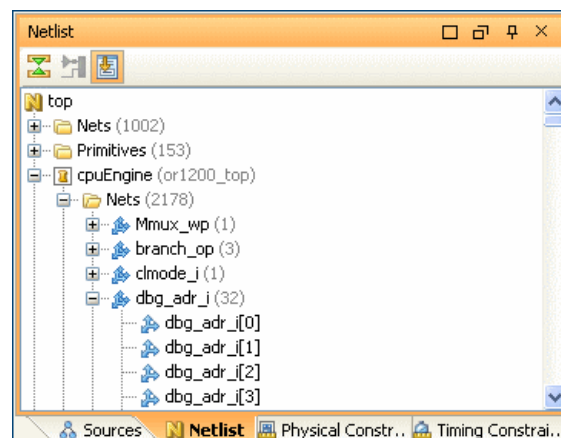 Netlist
top
Nets (1002)
Primitives (153)
cpuEngine (or1200_top)
Nets (2178)
Mmux_wp (1)
branch_op (3)
clmode_i (1)
dbg_adr_i (32)
dbg_adr_i[0]
dbg_adr_i[1]
dbg_adr_i[2]
dbg_adr_i[3]
Sources Netlist Physical Constr.. Timing Constrai..